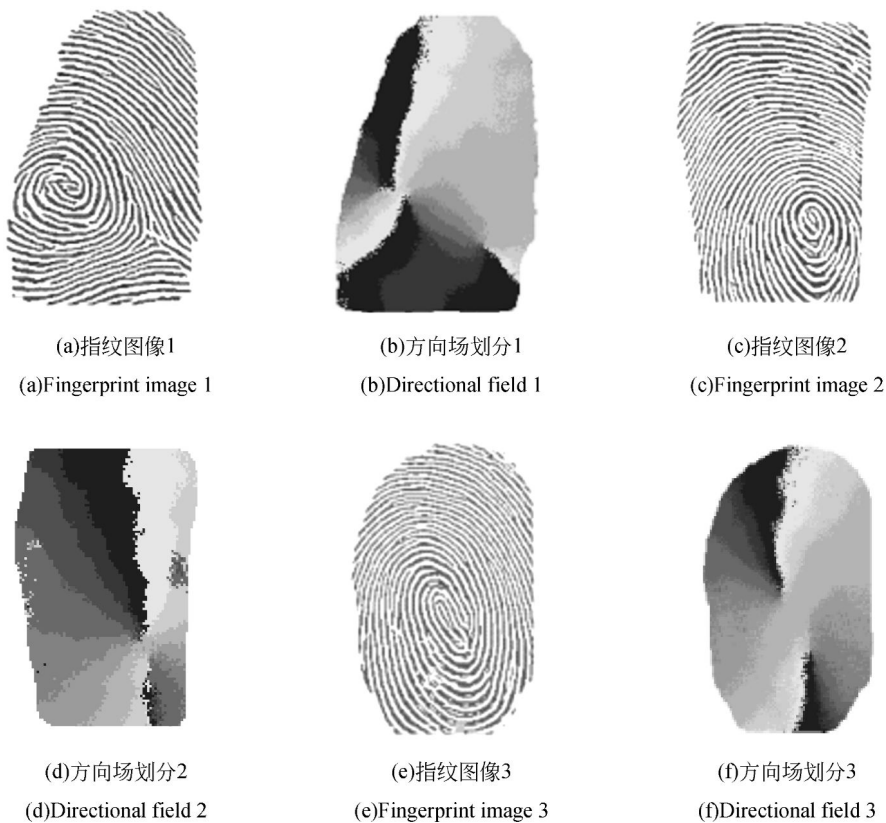 (a)指纹图像1
(b)方向场划分1
(c)指纹图像2
(a)Fingerprint image 1
(b)Directional field 1
(c)Fingerprint image 2
(d)方向场划分2
(e)指纹图像3
(f)方向场划分3
(d)Directional field 2
(e)Fingerprint image 3
(f)Directional field 3